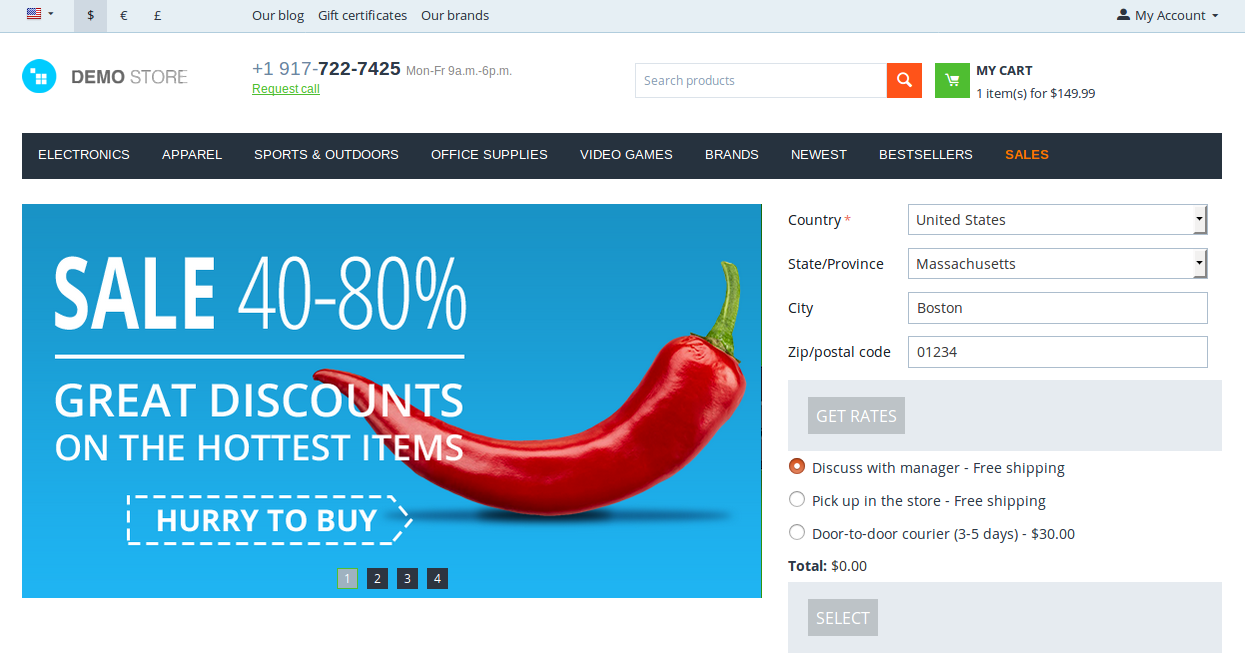 $ € £ Our blog Gift certificates Our brands My Account
DEMO STORE
+1 917-722-7425 Mon-Fri 9a.m.-6p.m.
Request call
Search products
MY CART
1 item(s) for $149.99
ELECTRONICS APPAREL SPORTS & OUTDOORS OFFICE SUPPLIES VIDEO GAMES BRANDS NEWEST BESTSELLERS SALES
SALE 40-80%
GREAT DISCOUNTS
ON THE HOTTEST ITEMS
HURRY TO BUY
1 2 3 4
Country * United States
State/Province Massachusetts
City Boston
Zip/postal code 01234
GET RATES
Discuss with manager - Free shipping
Pick up in the store - Free shipping
Door-to-door courier (3-5 days) - $30.00
Total: $0.00
SELECT